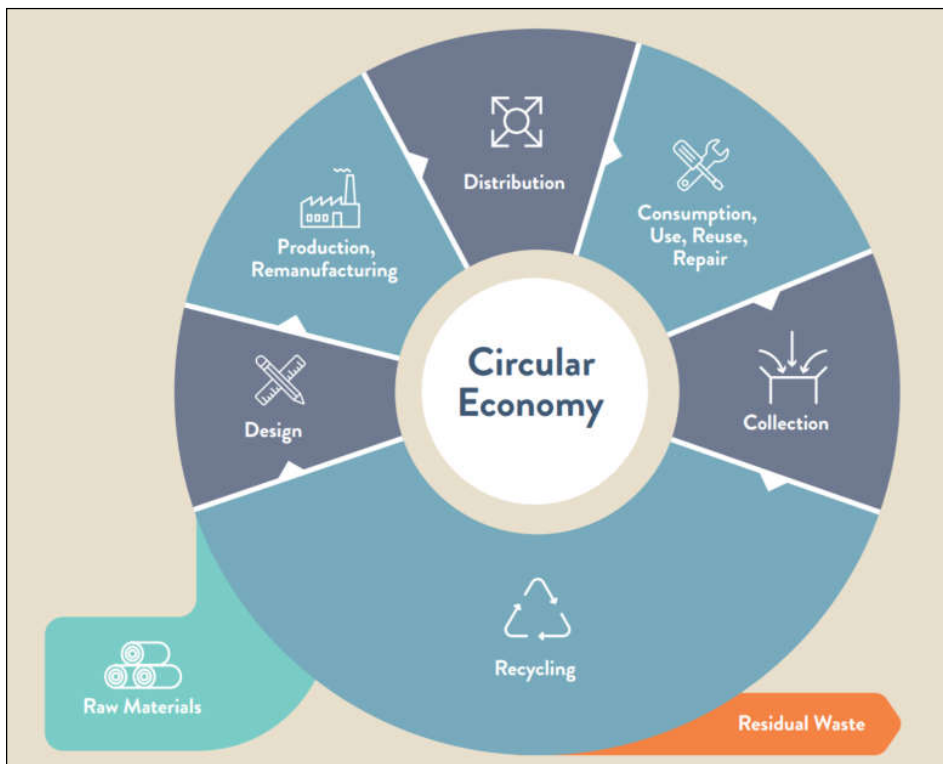 Distribution
Consumption,
Use, Reuse,
Repair
Production,
Remanufacturing
Circular
Economy
Design
Collection
Recycling
Raw Materials
Residual Waste